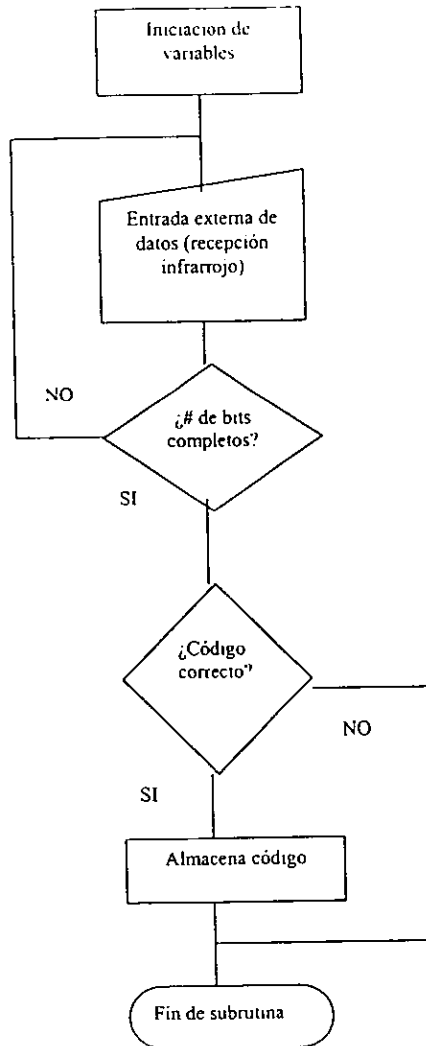 Iniciación de
variables
Entrada externa de
datos (recepción
infrarrojo)
NO
¿# de bits
completos?
SI
¿Código
correcto?
NO
SI
Almacena código
Fin de subrutina